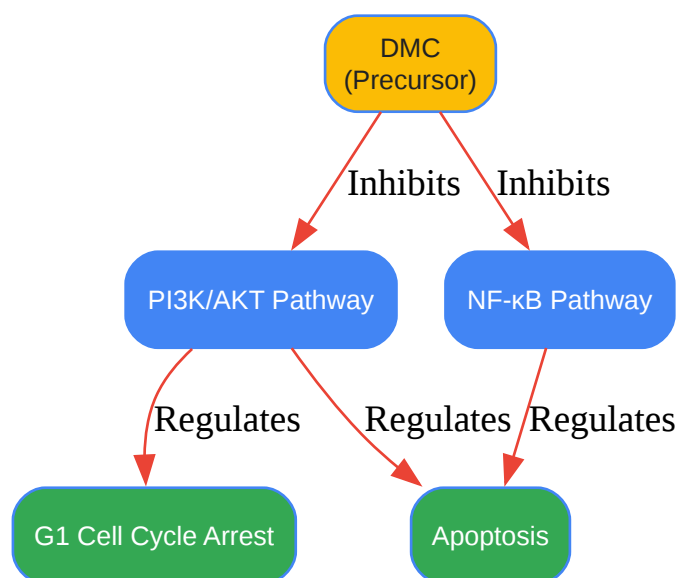 DMC
(Precursor)
Inhibits
Inhibits
PI3K/AKT Pathway
NF-κB Pathway
Regulates
Regulates
Regulates
G1 Cell Cycle Arrest
Apoptosis